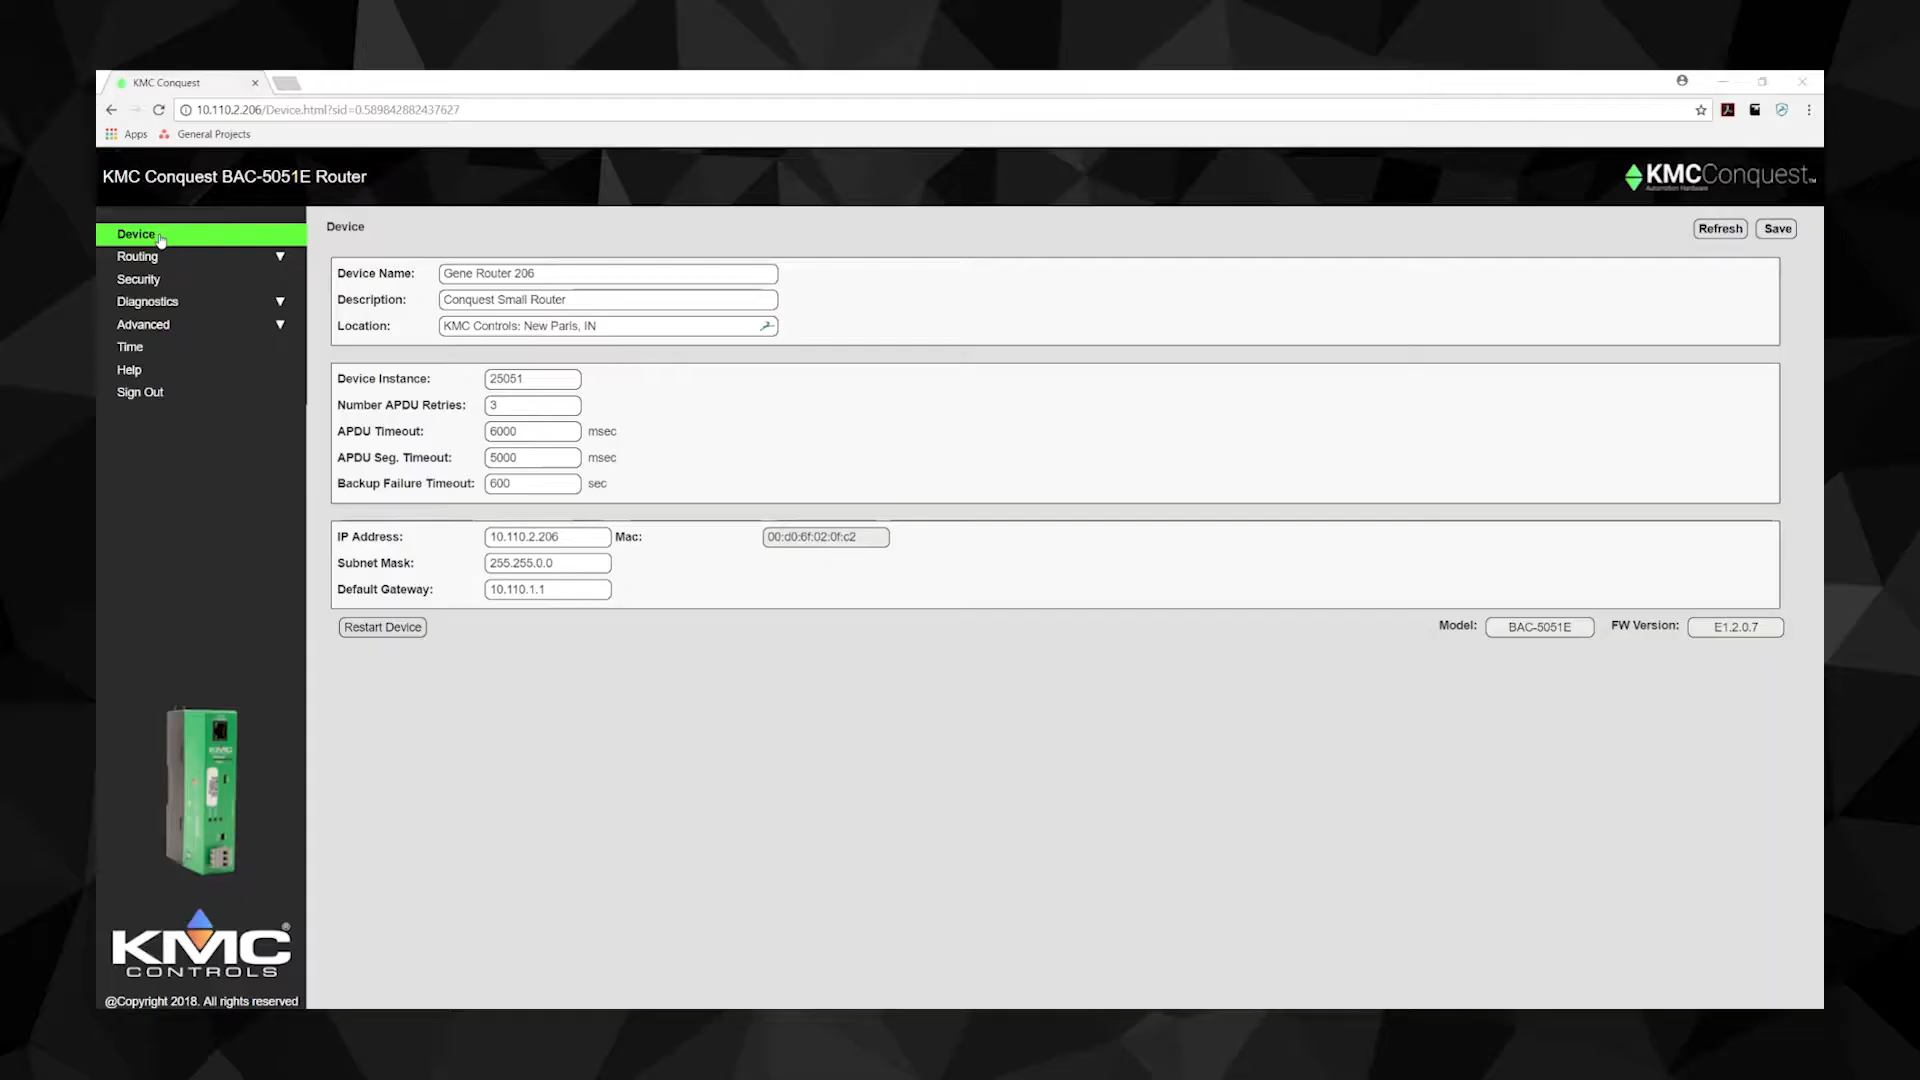 KMC Conquest
10.110.2.206/Device.html?sid=0.589842882437627
Apps General Projects
KMC Conquest BAC-5051E Router
KMCConquest™
Automation Hardware
Device
Routing
Security
Diagnostics
Advanced
Time
Help
Sign Out
Device
Refresh Save
Device Name: Gene Router 206
Description: Conquest Small Router
Location: KMC Controls: New Paris, IN
Device Instance: 25051
Number APDU Retries: 3
APDU Timeout: 6000 msec
APDU Seg. Timeout: 5000 msec
Backup Failure Timeout: 600 sec
IP Address: 10.110.2.206 Mac: 00:d0:6f:02:0f:c2
Subnet Mask: 255.255.0.0
Default Gateway: 10.110.1.1
Restart Device
Model: BAC-5051E FW Version: E1.2.0.7
KMC
KMC®
CONTROLS
@Copyright 2018. All rights reserved